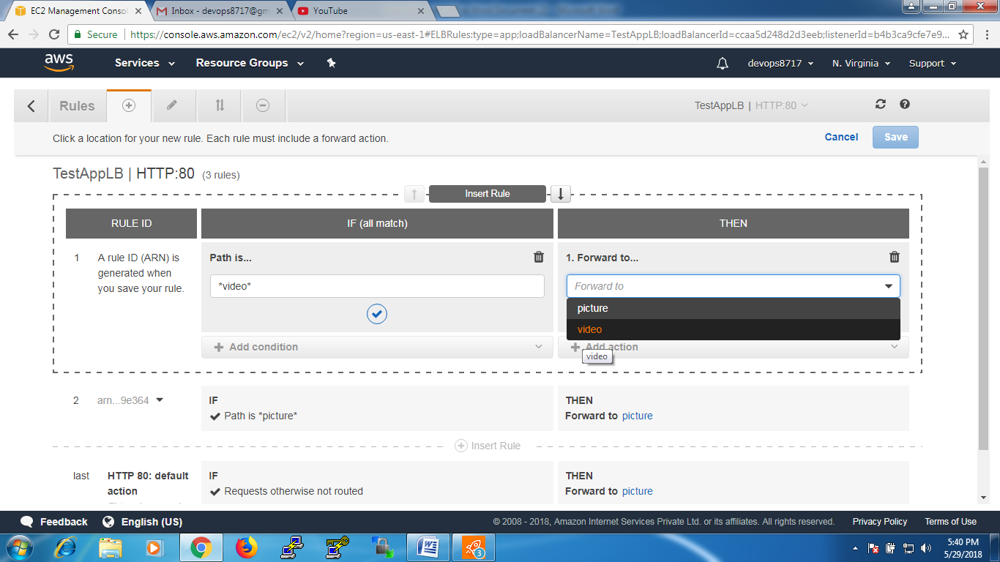 EC2 Management Conso
Inbox - devops8717@gm
YouTube
Secure
https://console.aws.amazon.com/ec2/v2/home?region=us-east-1#ELBRules:type=app;loadBalancerName=TestAppLB;loadBalancerId=ccaa5d248d2d3eeb;listenerId=b4b3ca9cfe7e9...
aws
Services
Resource Groups
devops8717
N. Virginia
Support
Rules
TestAppLB | HTTP:80
Click a location for your new rule. Each rule must include a forward action.
Cancel
Save
TestAppLB | HTTP:80 (3 rules)
Insert Rule
RULE ID
IF (all match)
THEN
1
A rule ID (ARN) is
generated when
you save your rule.
Path is...
*video*
1. Forward to...
Forward to
picture
video
Add condition
Add action
video
2
arn...9e364
IF
Path is *picture*
THEN
Forward to picture
Insert Rule
last
HTTP 80: default
action
IF
Requests otherwise not routed
THEN
Forward to picture
Feedback
English (US)
© 2008 - 2018, Amazon Internet Services Private Ltd. or its affiliates. All rights reserved.
Privacy Policy
Terms of Use
3
5:40 PM
5/29/2018